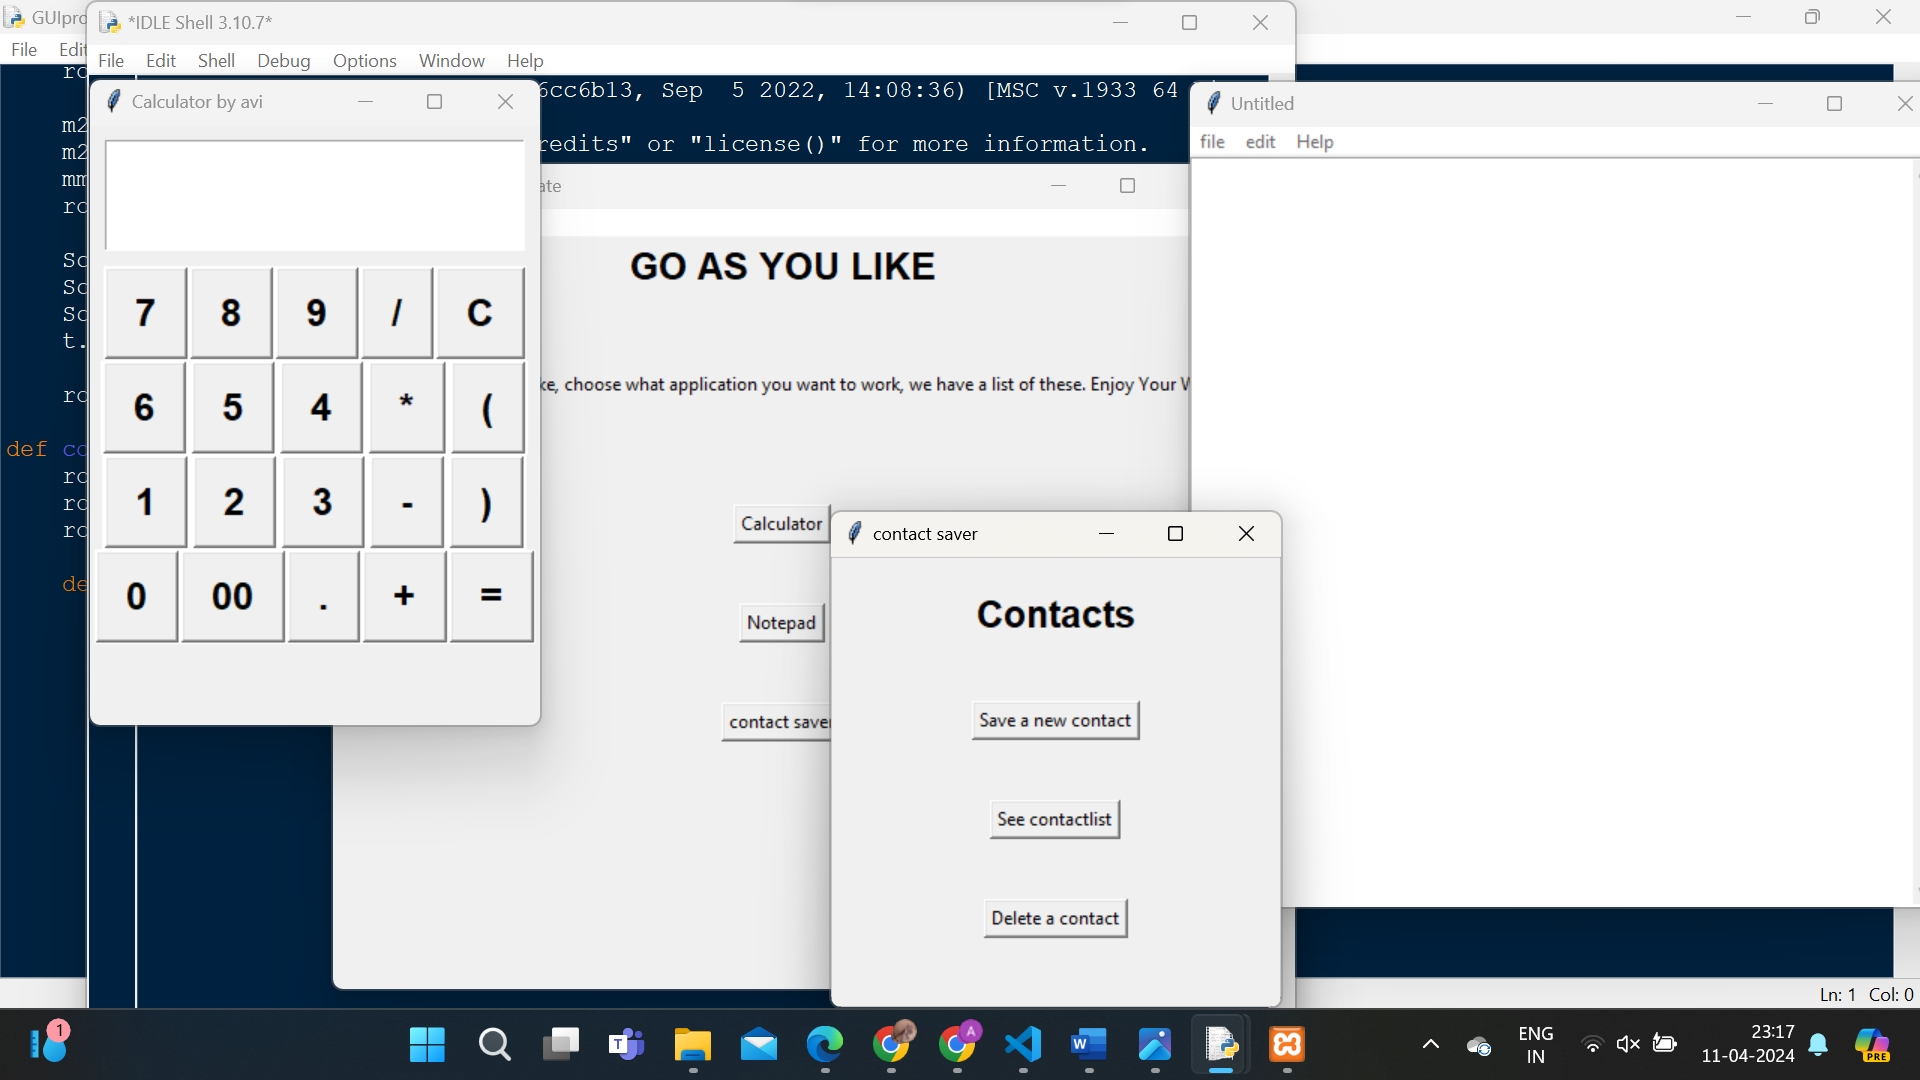 GUIpro
*IDLE Shell 3.10.7*
File Edit
File Edit Shell Debug Options Window Help
6cc6b13, Sep 5 2022, 14:08:36) [MSC v.1933 64
redits" or "license()" for more information.
ro
m2
m2
mm
ro
Sc
Sc
Sc
t.
ro
def co
ro
ro
ro
de
Calculator by avi
7 8 9 / C
6 5 4 * (
1 2 3 - )
0 00 . + =
ate
GO AS YOU LIKE
ke, choose what application you want to work, we have a list of these. Enjoy Your W
Calculator
Notepad
contact saver
contact saver
Contacts
Save a new contact
See contactlist
Delete a contact
Untitled
file edit Help
Ln: 1 Col: 0
1
T
A
W
ENG
IN
23:17
11-04-2024
PRE